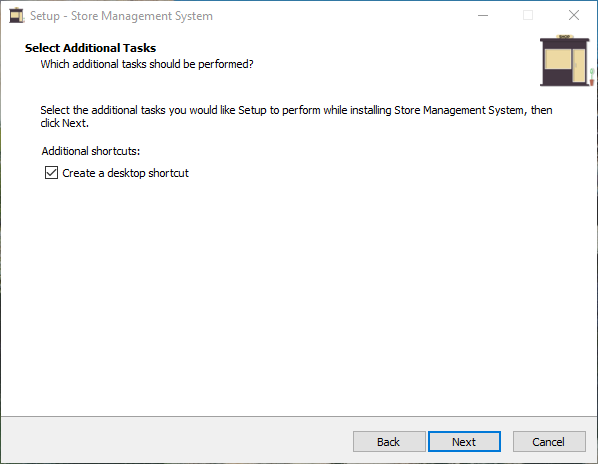 Setup - Store Management System
SHOP
Select Additional Tasks
Which additional tasks should be performed?
Select the additional tasks you would like Setup to perform while installing Store Management System, then
click Next.
Additional shortcuts:
Create a desktop shortcut
Back
Next
Cancel